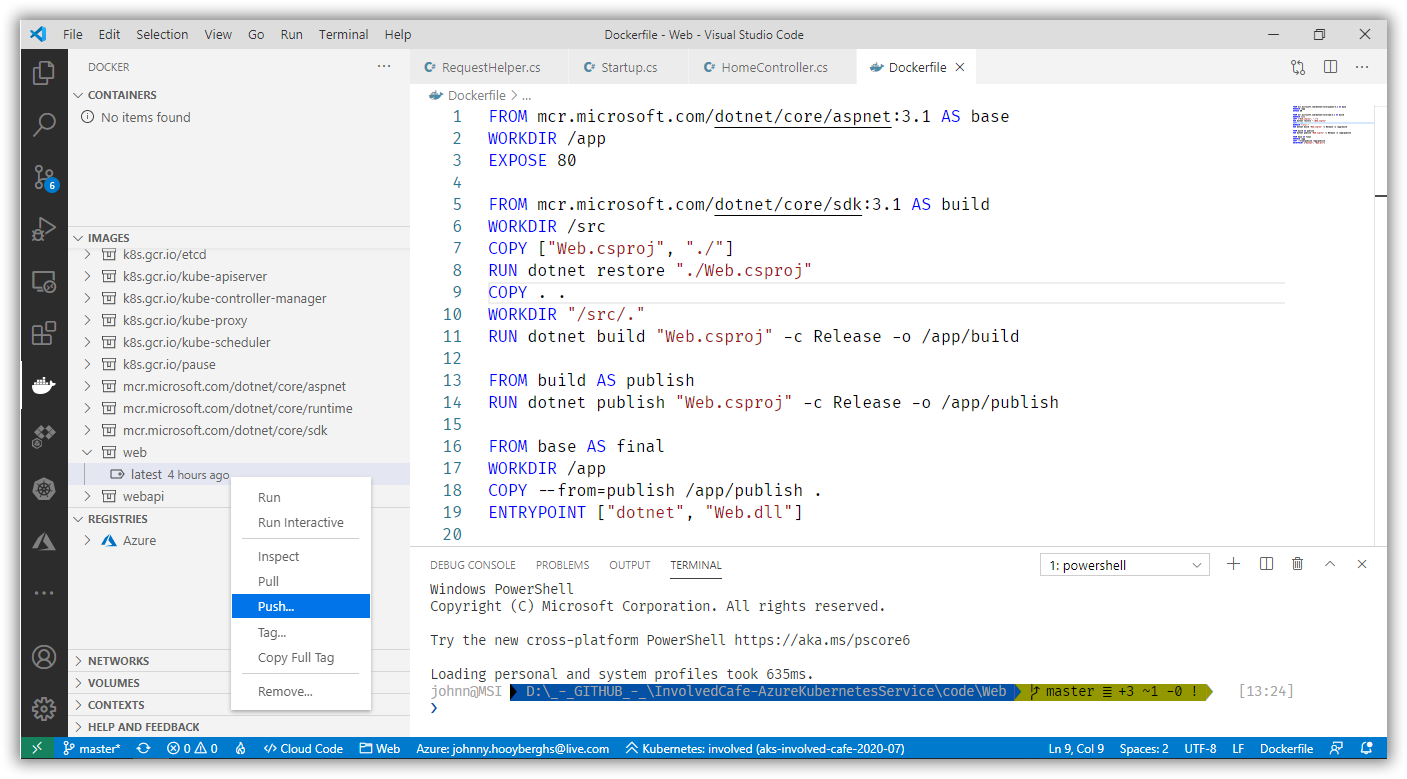 File Edit Selection View Go Run Terminal Help
Dockerfile - Web - Visual Studio Code
DOCKER
CONTAINERS
No items found
6
IMAGES
k8s.gcr.io/etcd
k8s.gcr.io/kube-apiserver
k8s.gcr.io/kube-controller-manager
k8s.gcr.io/kube-proxy
k8s.gcr.io/kube-scheduler
k8s.gcr.io/pause
mcr.microsoft.com/dotnet/core/aspnet
mcr.microsoft.com/dotnet/core/runtime
mcr.microsoft.com/dotnet/core/sdk
web
latest 4 hours ago
webapi
REGISTRIES
Azure
NETWORKS
VOLUMES
CONTEXTS
HELP AND FEEDBACK
Run
Run Interactive
Inspect
Pull
Push...
Tag...
Copy Full Tag
Remove...
C# RequestHelper.cs C# Startup.cs C# HomeController.cs Dockerfile
Dockerfile > ...
1 FROM mcr.microsoft.com/dotnet/core/aspnet:3.1 AS base
2 WORKDIR /app
3 EXPOSE 80
4
5 FROM mcr.microsoft.com/dotnet/core/sdk:3.1 AS build
6 WORKDIR /src
7 COPY ["Web.csproj", "./"]
8 RUN dotnet restore "./Web.csproj"
9 COPY . .
10 WORKDIR "/src/."
11 RUN dotnet build "Web.csproj" -c Release -o /app/build
12
13 FROM build AS publish
14 RUN dotnet publish "Web.csproj" -c Release -o /app/publish
15
16 FROM base AS final
17 WORKDIR /app
18 COPY --from=publish /app/publish .
19 ENTRYPOINT ["dotnet", "Web.dll"]
20
DEBUG CONSOLE PROBLEMS OUTPUT TERMINAL
1: powershell
Windows PowerShell
Copyright (C) Microsoft Corporation. All rights reserved.
Try the new cross-platform PowerShell https://aka.ms/pscore6
Loading personal and system profiles took 635ms.
johnn@MSI D:\_-_GITHUB_-_\InvolvedCafe-AzureKubernetesService\code\Web master ≡ +3 ~1 -0 ! [13:24]
❯
master* 0 0 Cloud Code Web Azure: johnny.hooyberghs@live.com Kubernetes: involved (aks-involved-cafe-2020-07) Ln 9, Col 9 Spaces: 2 UTF-8 LF Dockerfile